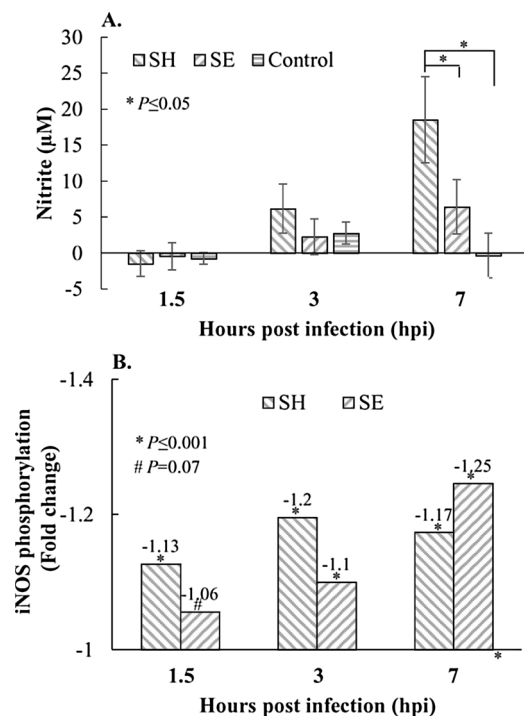 A.
30
25
20
15
10
5
0
-5
Nitrite (µM)
SH SE Control
* P≤0.05
*
*
1.5 3 7
Hours post infection (hpi)
B.
-1.4
-1.2
-1
iNOS phosphorylation
(Fold change)
SH SE
* P≤0.001
# P=0.07
-1.13
*
-1.06
#
-1.2
*
-1.1
*
-1.17
*
-1.25
*
*
1.5 3 7
Hours post infection (hpi)